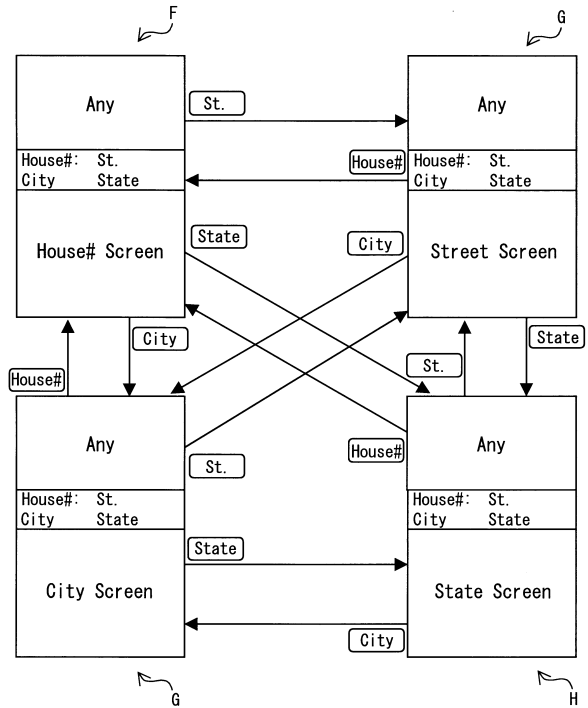 F
G
Any
St.
Any
House#: St.
City State
House#
House#: St.
City State
House# Screen
State
City
Street Screen
City
State
House#
St.
Any
St.
House#
Any
House#: St.
City State
House#: St.
City State
City Screen
State
State Screen
City
G
H